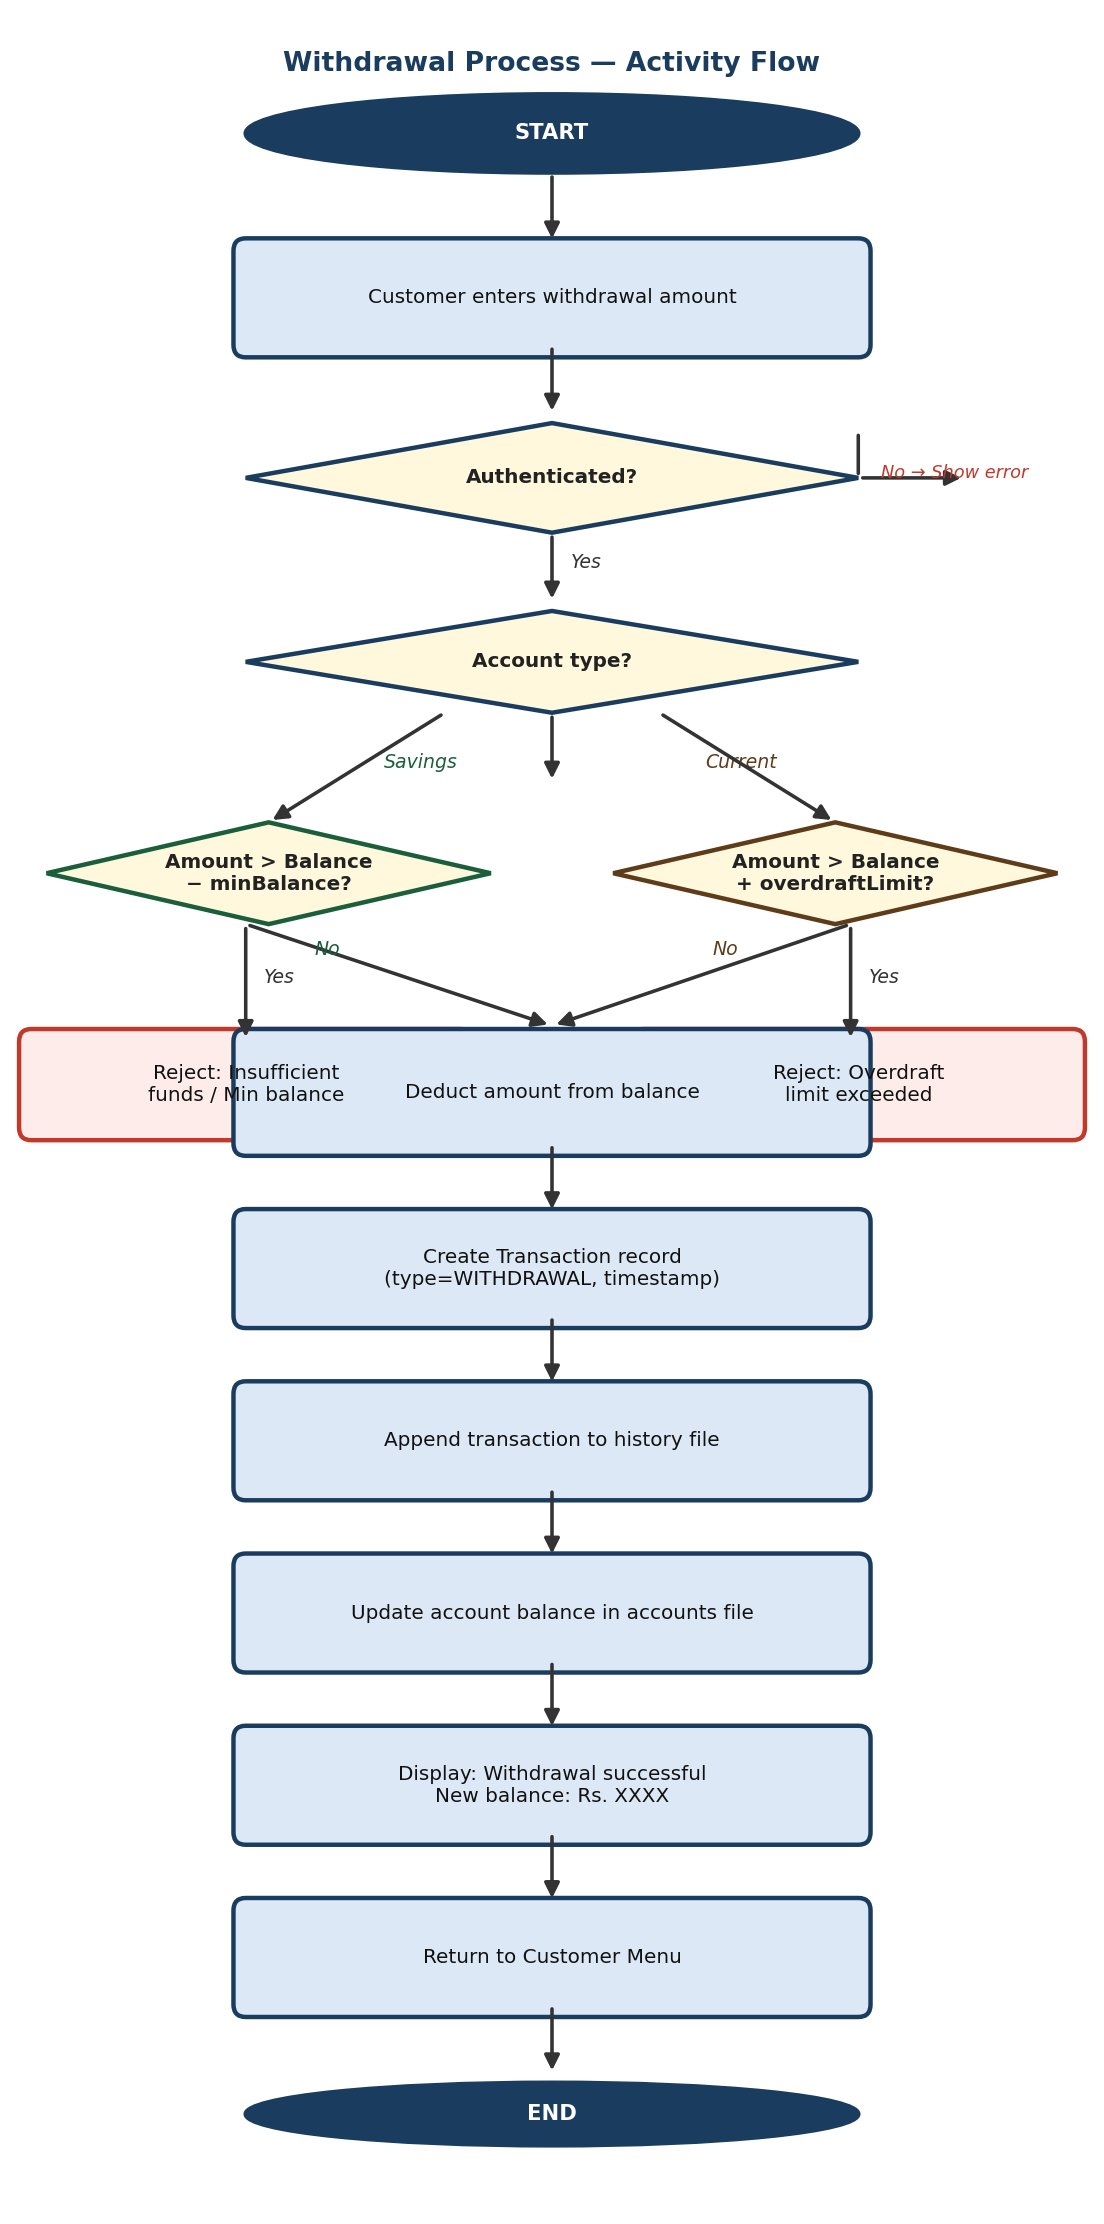 Withdrawal Process — Activity Flow
START
Customer enters withdrawal amount
Authenticated?
No → Show error
Yes
Account type?
Savings
Current
Amount > Balance
− minBalance?
Amount > Balance
+ overdraftLimit?
No
No
Yes
Yes
Reject: Insufficient
funds / Min balance
Deduct amount from balance
Reject: Overdraft
limit exceeded
Create Transaction record
(type=WITHDRAWAL, timestamp)
Append transaction to history file
Update account balance in accounts file
Display: Withdrawal successful
New balance: Rs. XXXX
Return to Customer Menu
END